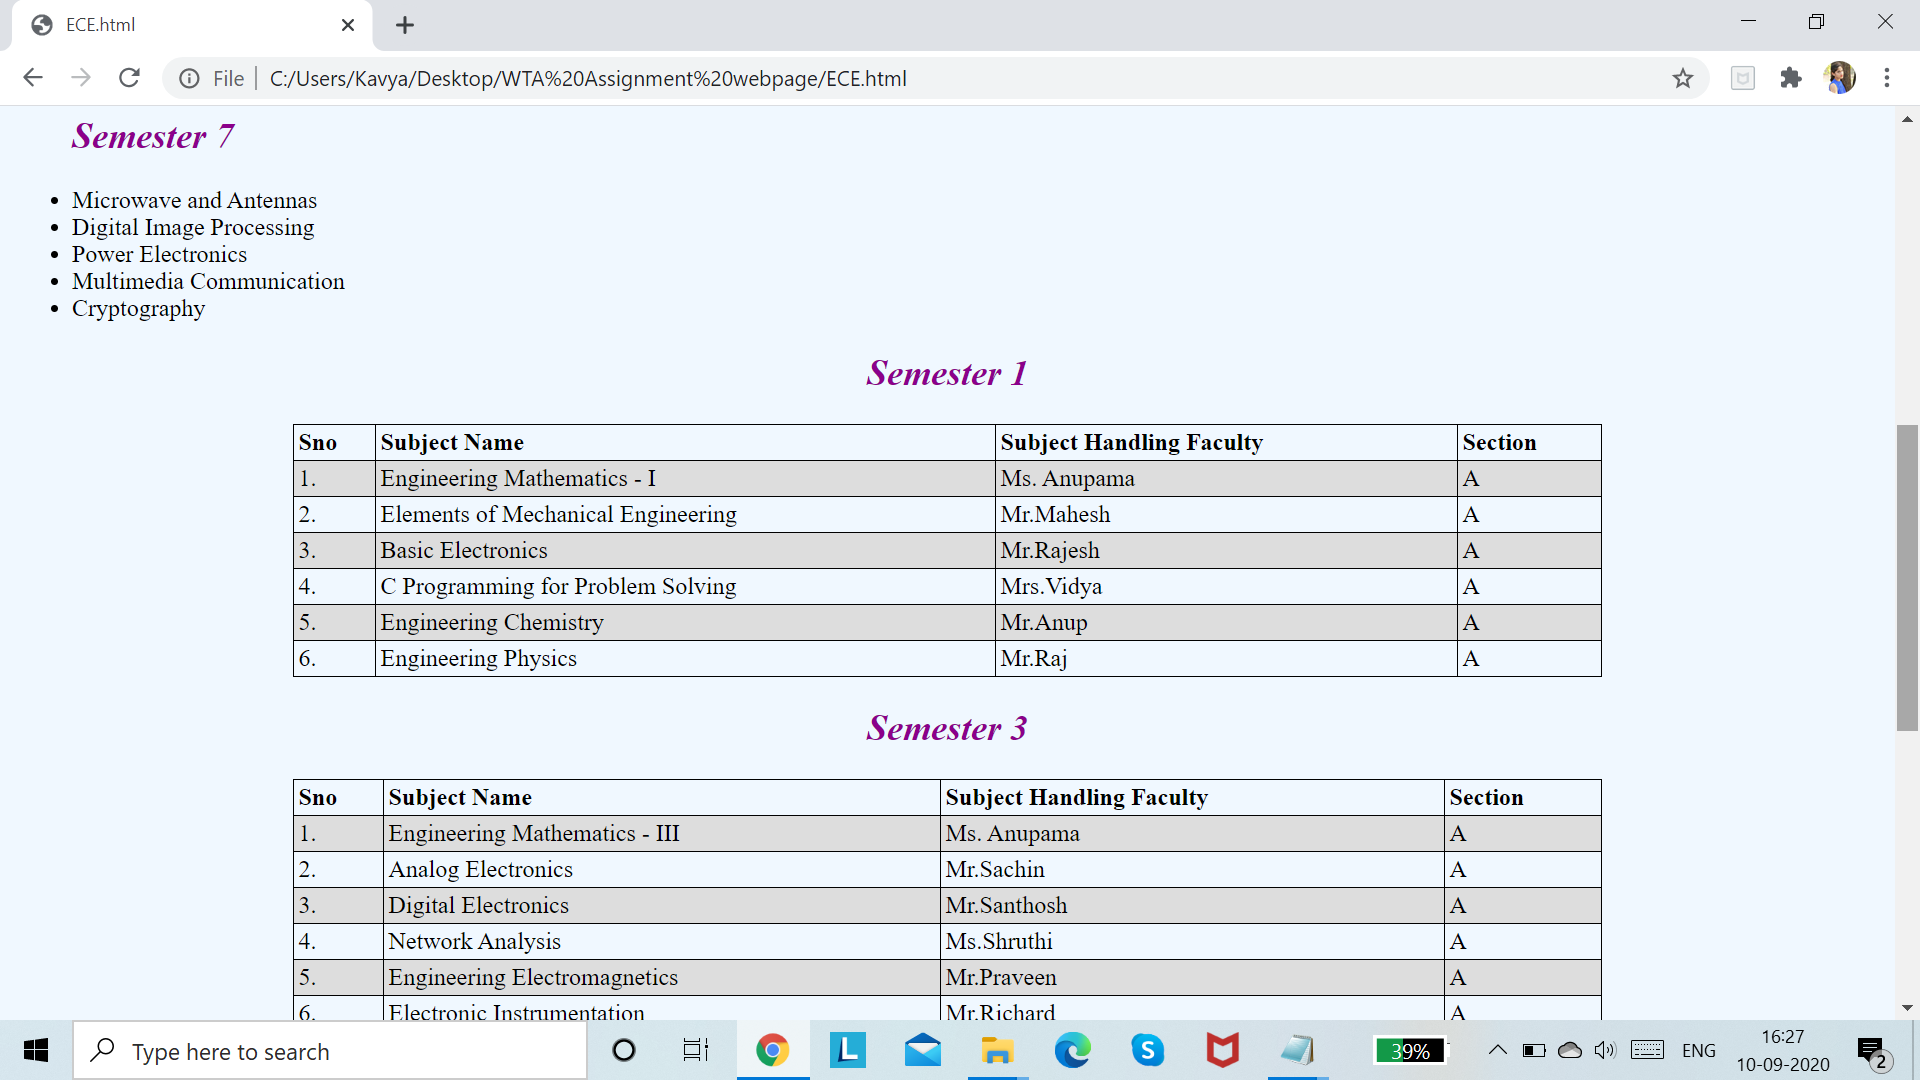 ECE.html
File C:/Users/Kavya/Desktop/WTA%20Assignment%20webpage/ECE.html
Semester 7
Microwave and Antennas
Digital Image Processing
Power Electronics
Multimedia Communication
Cryptography
Semester 1
Sno Subject Name Subject Handling Faculty Section
1. Engineering Mathematics - I Ms. Anupama A
2. Elements of Mechanical Engineering Mr.Mahesh A
3. Basic Electronics Mr.Rajesh A
4. C Programming for Problem Solving Mrs.Vidya A
5. Engineering Chemistry Mr.Anup A
6. Engineering Physics Mr.Raj A
Semester 3
Sno Subject Name Subject Handling Faculty Section
1. Engineering Mathematics - III Ms. Anupama A
2. Analog Electronics Mr.Sachin A
3. Digital Electronics Mr.Santhosh A
4. Network Analysis Ms.Shruthi A
5. Engineering Electromagnetics Mr.Praveen A
6. Electronic Instrumentation Mr.Richard A
Type here to search L S 39% ENG 16:27
10-09-2020 2